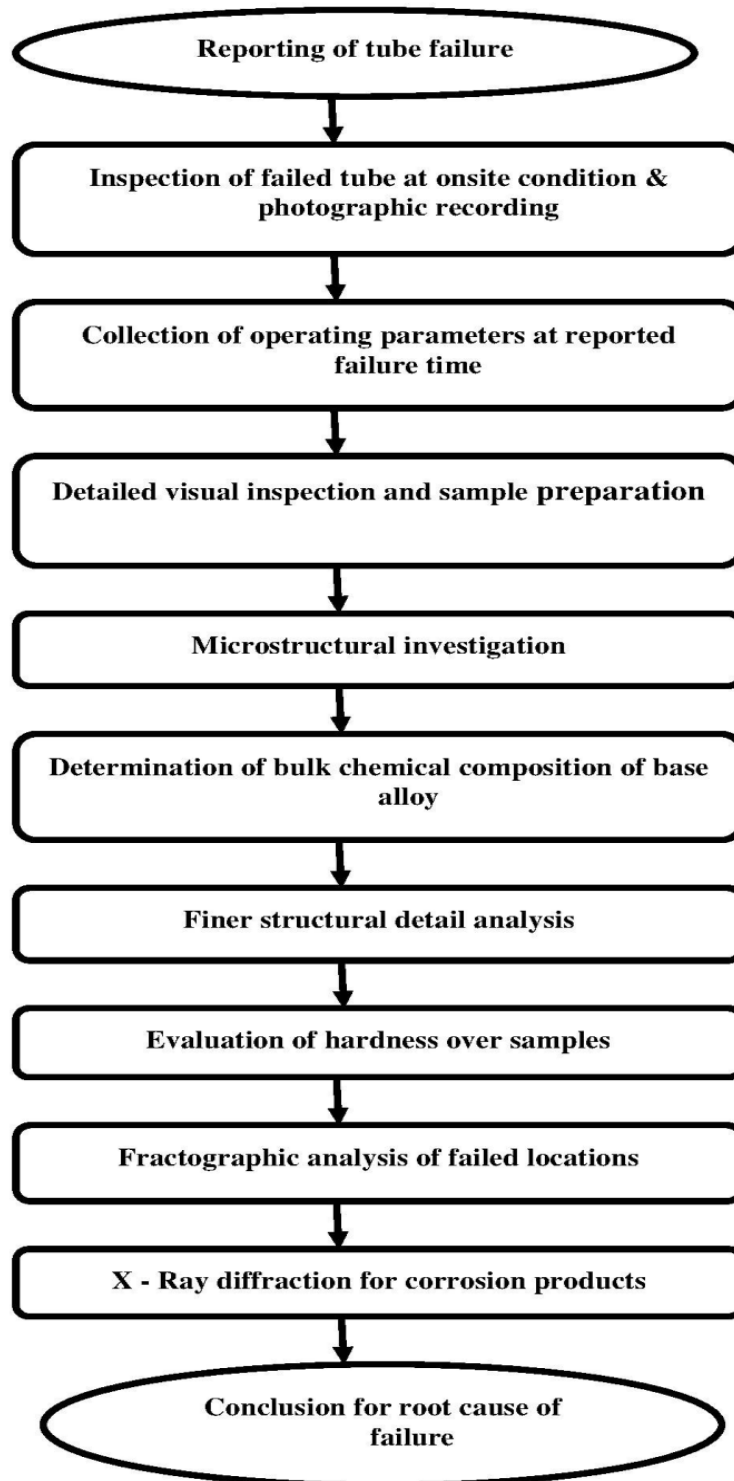 Reporting of tube failure
Inspection of failed tube at onsite condition &
photographic recording
Collection of operating parameters at reported
failure time
Detailed visual inspection and sample preparation
Microstructural investigation
Determination of bulk chemical composition of base
alloy
Finer structural detail analysis
Evaluation of hardness over samples
Fractographic analysis of failed locations
X - Ray diffraction for corrosion products
Conclusion for root cause of
failure